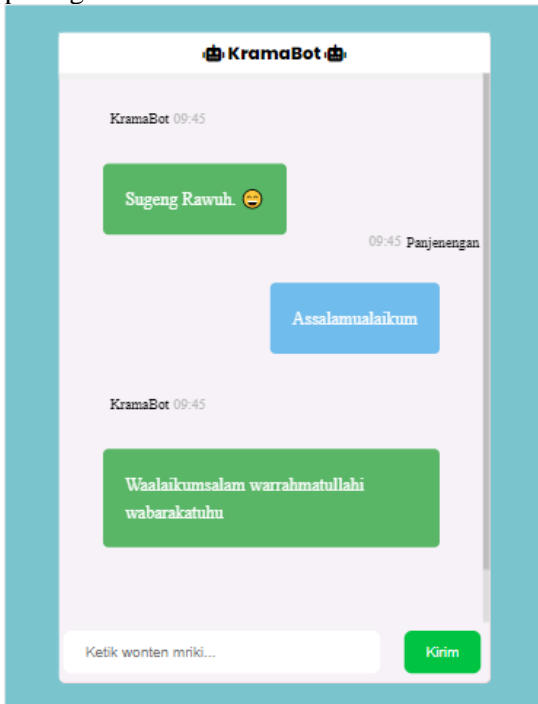 🤖 KramaBot 🤖
KramaBot 09:45
Sugeng Rawuh. 😄
09:45 Panjenengan
Assalamualaikum
KramaBot 09:45
Waalaikumsalam warrahmatullahi
wabarakatuhu
Ketik wonten mriki... Kirim